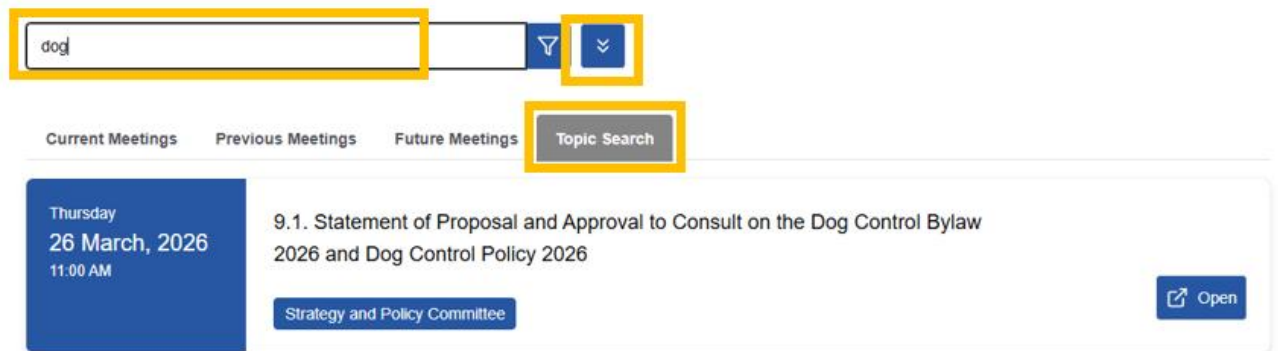 dog
Current Meetings Previous Meetings Future Meetings Topic Search
Thursday
26 March, 2026
11:00 AM
9.1. Statement of Proposal and Approval to Consult on the Dog Control Bylaw
2026 and Dog Control Policy 2026
Strategy and Policy Committee
Open